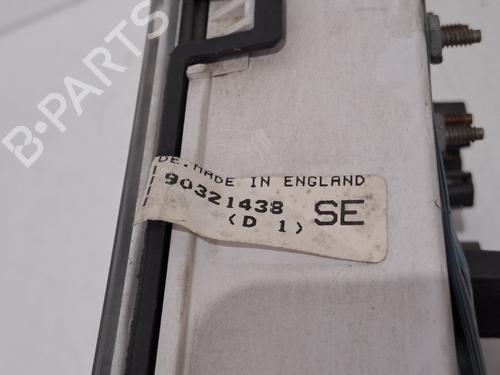 B-PARTS
DE. MADE IN ENGLAND
90321438 SE
(D 1)